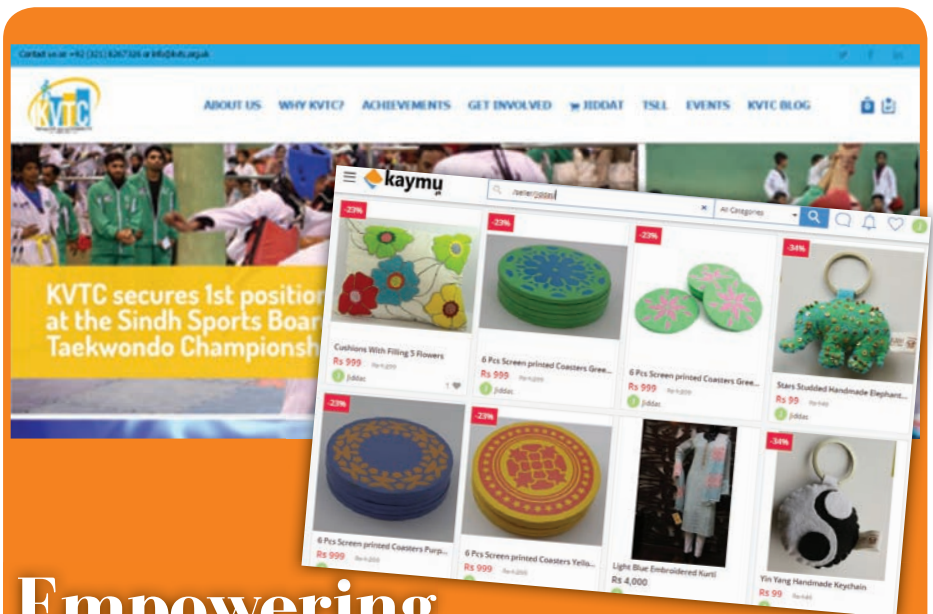 Contact us on +92 (321) 8267326 or info@kvtc.org.uk
KVTC
ABOUT US WHY KVTC? ACHIEVEMENTS GET INVOLVED JIDDAT TSLL EVENTS KVTC BLOG
KVTC secures 1st position
at the Sindh Sports Boar
Taekwondo Championsh
kaymu
All Categories
-23%
Cushions With Filling 5 Flowers
Rs 999
Jiddat
1
-23%
6 Pcs Screen printed Coasters Gree...
Rs 999
Jiddat
-23%
6 Pcs Screen printed Coasters Gree...
Rs 999
Jiddat
-34%
Stars Studded Handmade Elephant...
Rs 99
Jiddat
-23%
6 Pcs Screen printed Coasters Purp...
Rs 999
-23%
6 Pcs Screen printed Coasters Yello...
Rs 999
Light Blue Embroidered Kurti
Rs 4,000
-34%
Yin Yang Handmade Keychain
Rs 99
Empowering